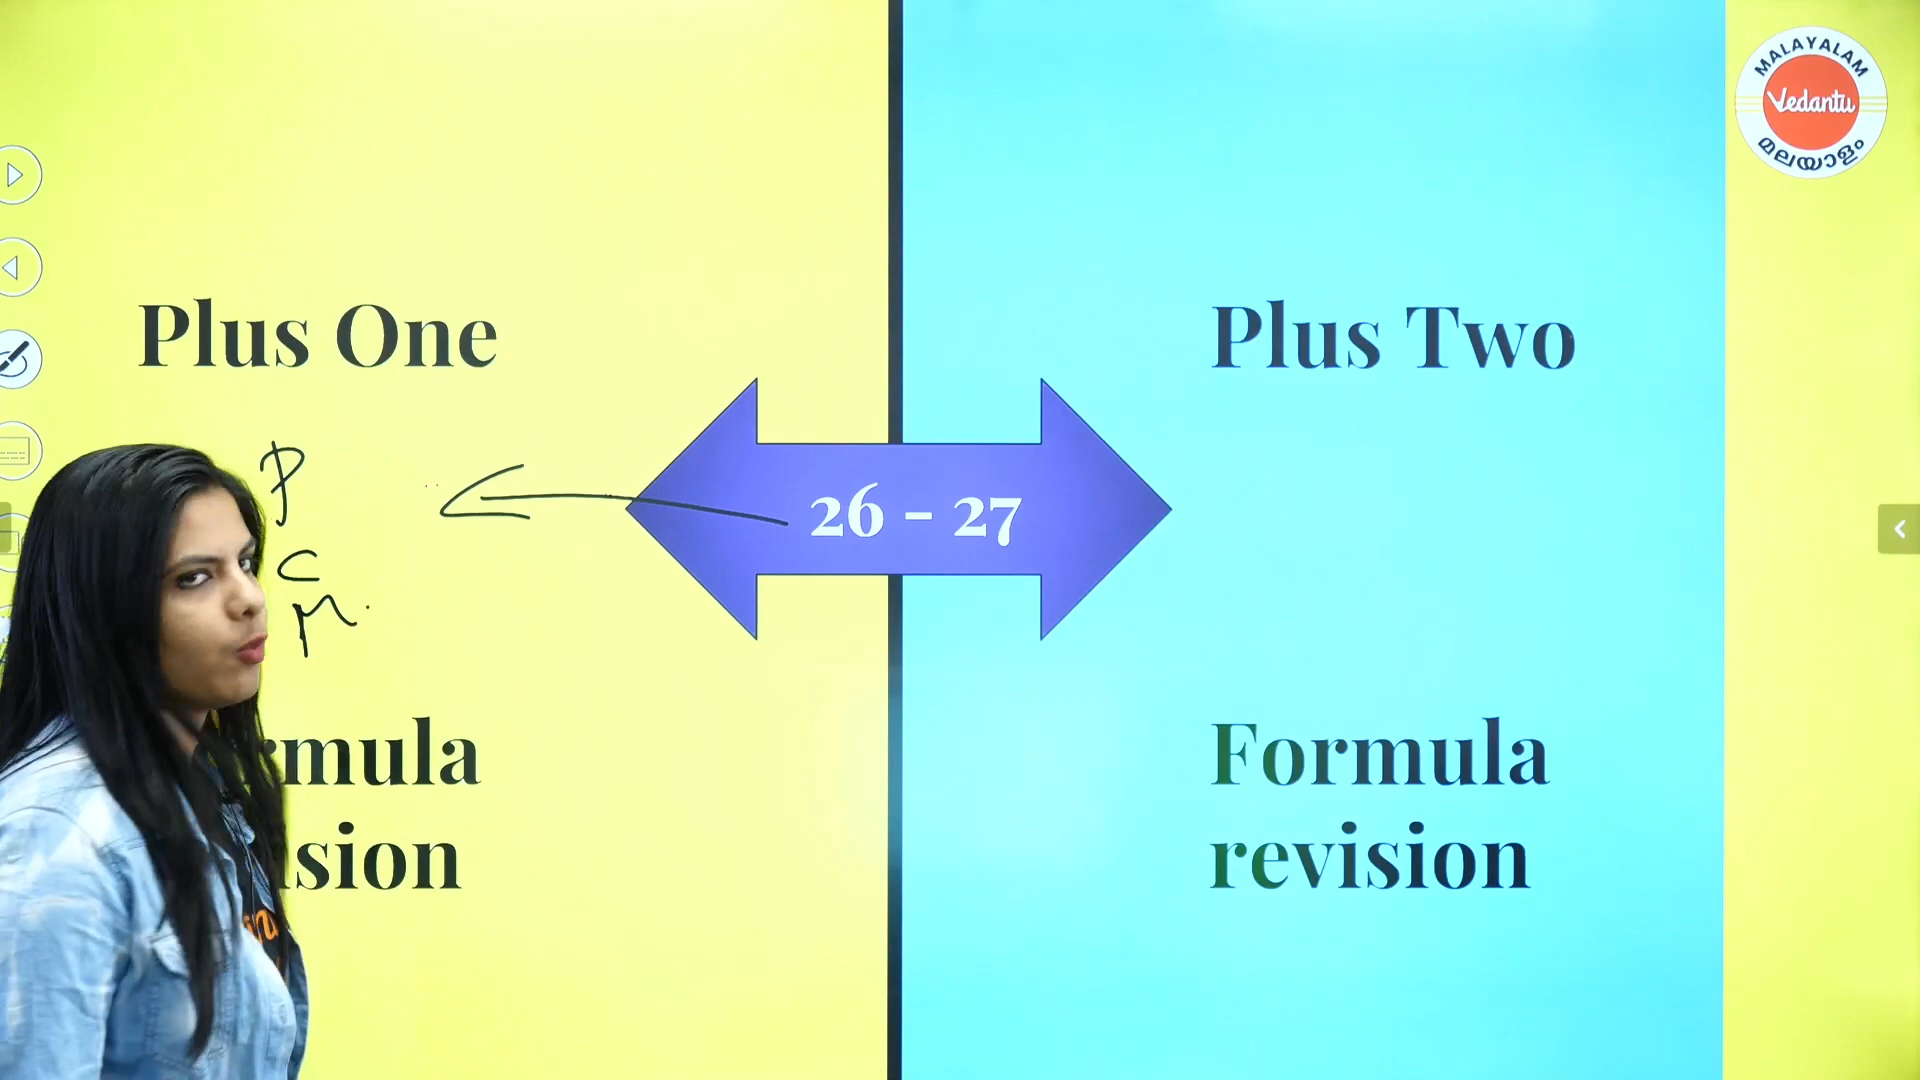 MALAYALAM
Vedantu
മലയാളം
Plus One
Plus Two
P
C
M
26 - 27
Formula
revision